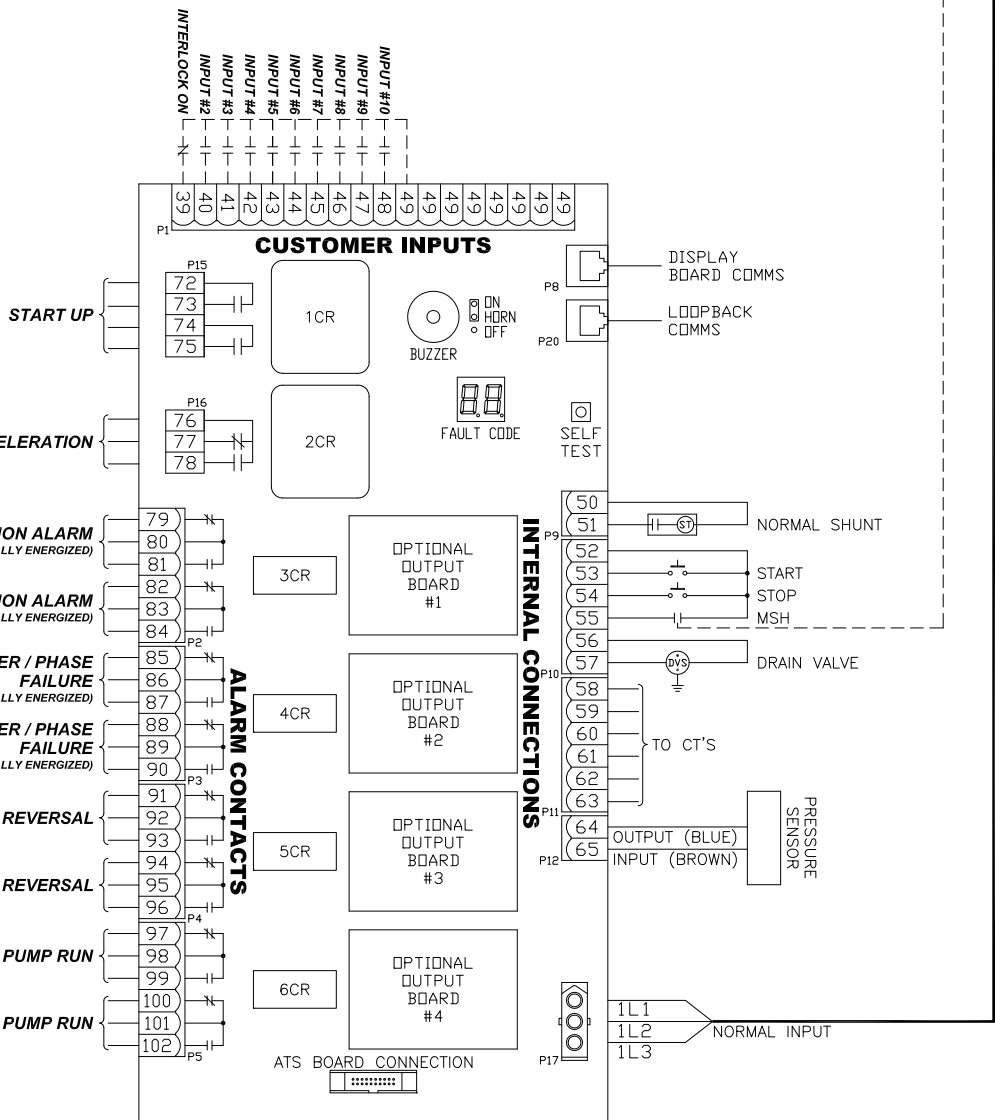 INTERLOCK ON
INPUT #2
INPUT #3
INPUT #4
INPUT #5
INPUT #6
INPUT #7
INPUT #8
INPUT #9
INPUT #10
39 40 41 42 43 44 45 46 47 48 49 49 49 49 49 49 49 49
P1
CUSTOMER INPUTS
P15
72
73
74
75
START UP
1CR
BUZZER
ON
HORN
OFF
P8
DISPLAY
BOARD COMMS
P20
LOOPBACK
COMMS
FAULT CODE
SELF
TEST
P16
76
77
78
ELERATION
2CR
ION ALARM
LLY ENERGIZED)
79
80
81
ION ALARM
LLY ENERGIZED)
82
83
84
P2
ER / PHASE
FAILURE
LLY ENERGIZED)
85
86
87
ER / PHASE
FAILURE
LLY ENERGIZED)
88
89
90
P3
REVERSAL
91
92
93
REVERSAL
94
95
96
P4
PUMP RUN
97
98
99
PUMP RUN
100
101
102
P5
ALARM CONTACTS
3CR
4CR
5CR
6CR
OPTIONAL
OUTPUT
BOARD
#1
OPTIONAL
OUTPUT
BOARD
#2
OPTIONAL
OUTPUT
BOARD
#3
OPTIONAL
OUTPUT
BOARD
#4
ATS BOARD CONNECTION
INTERNAL CONNECTIONS
50
51
P9
ST
NORMAL SHUNT
52
53
START
54
STOP
55
MSH
56
57
P10
DVS
DRAIN VALVE
58
59
60
61
62
63
P11
TO CT'S
64
65
P12
OUTPUT (BLUE)
INPUT (BROWN)
PRESSURE
SENSOR
P17
1L1
1L2
1L3
NORMAL INPUT